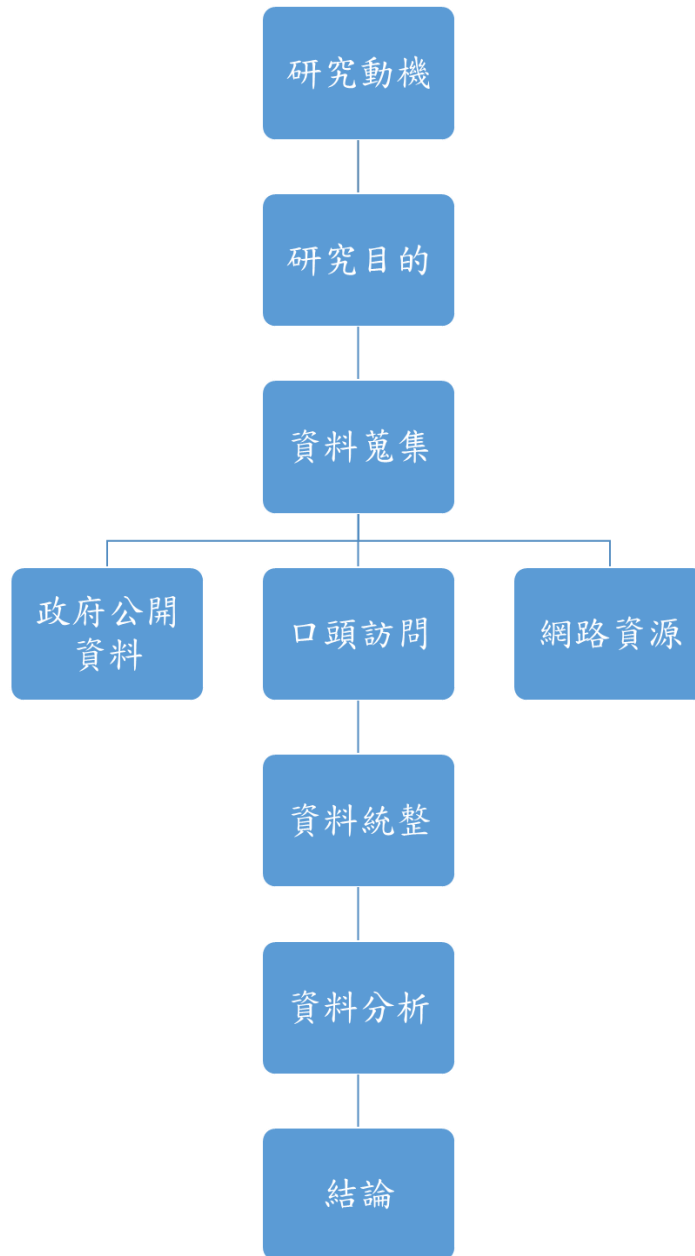 研究動機
研究目的
資料蒐集
政府公開
資料
口頭訪問
網路資源
資料統整
資料分析
結論